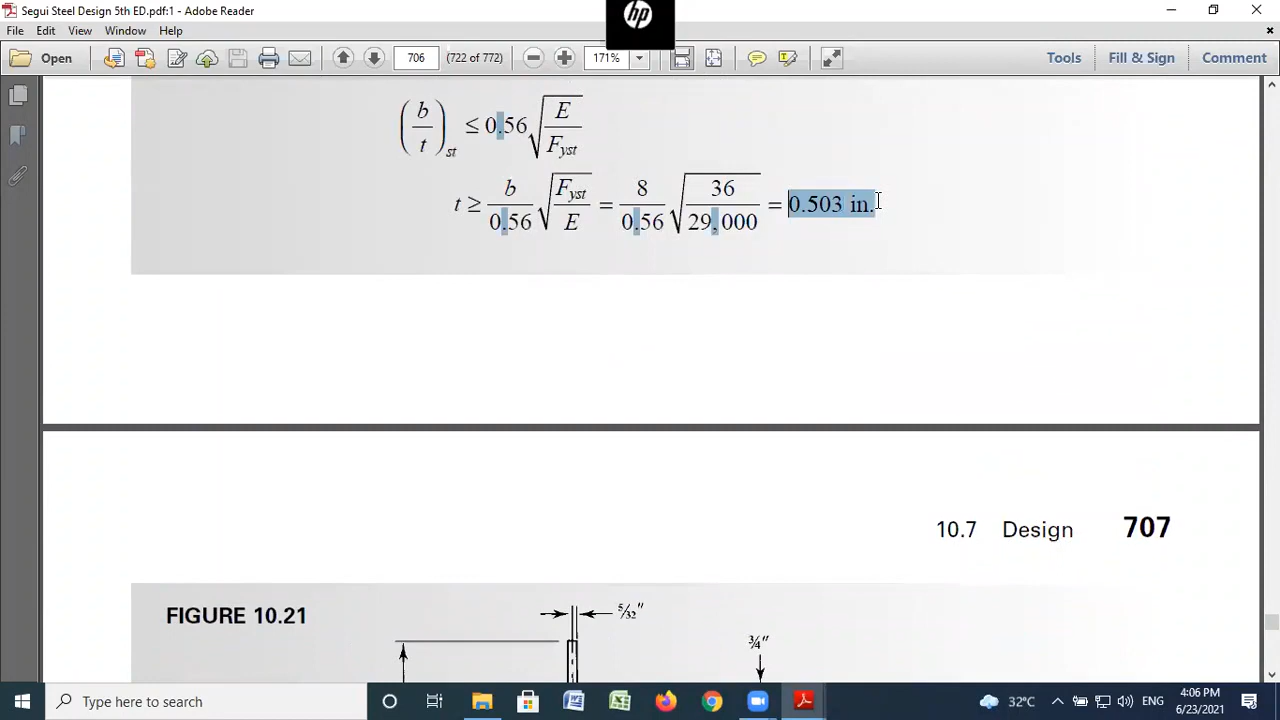 Segui Steel Design 5th ED.pdf:1 - Adobe Reader
hp
File Edit View Window Help
Open 706 (722 of 772) 171% Tools Fill & Sign Comment
(b/t)st ≤ 0.56 √(E/Fyst)
t ≥ b/0.56 √(Fyst/E) = 8/0.56 √(36/29,000) = 0.503 in.
10.7 Design 707
FIGURE 10.21
5/32″
3/4″
Type here to search
32°C
ENG
4:06 PM
6/23/2021